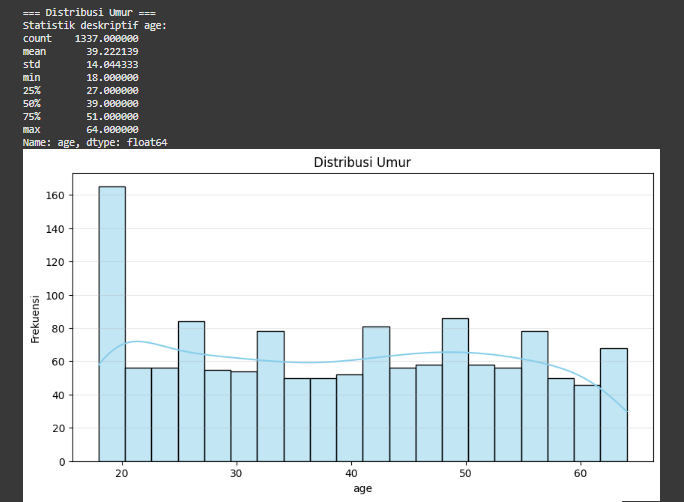 === Distribusi Umur ===
Statistik deskriptif age:
count    1337.000000
mean       39.222139
std        14.044333
min        18.000000
25%        27.000000
50%        39.000000
75%        51.000000
max        64.000000
Name: age, dtype: float64
Distribusi Umur
160
140
120
100
80
60
40
20
0
Frekuensi
20 30 40 50 60
age